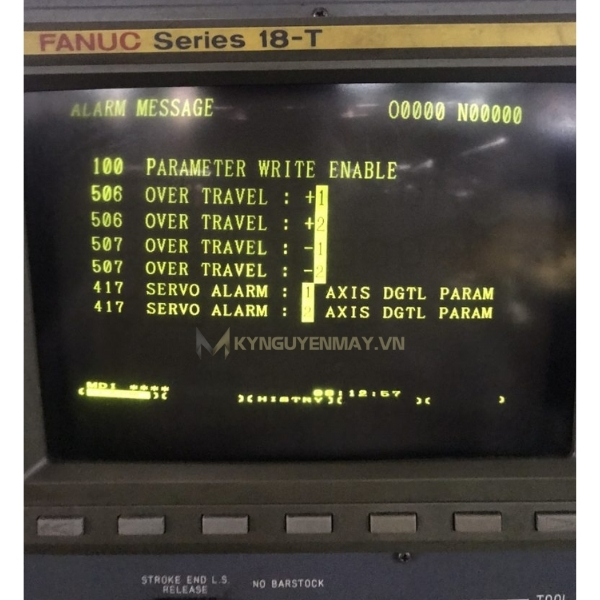 FANUC Series 18-T
ALARM MESSAGE O0000 N00000
100 PARAMETER WRITE ENABLE
506 OVER TRAVEL : +1
506 OVER TRAVEL : +2
507 OVER TRAVEL : -1
507 OVER TRAVEL : -2
417 SERVO ALARM : 1 AXIS DGTL PARAM
417 SERVO ALARM : 2 AXIS DGTL PARAM
KYNGUYENMAY.VN
MDI ****
)(HISTRY)( )( )
STROKE END L.S. NO BARSTOCK
RELEASE
TOOL